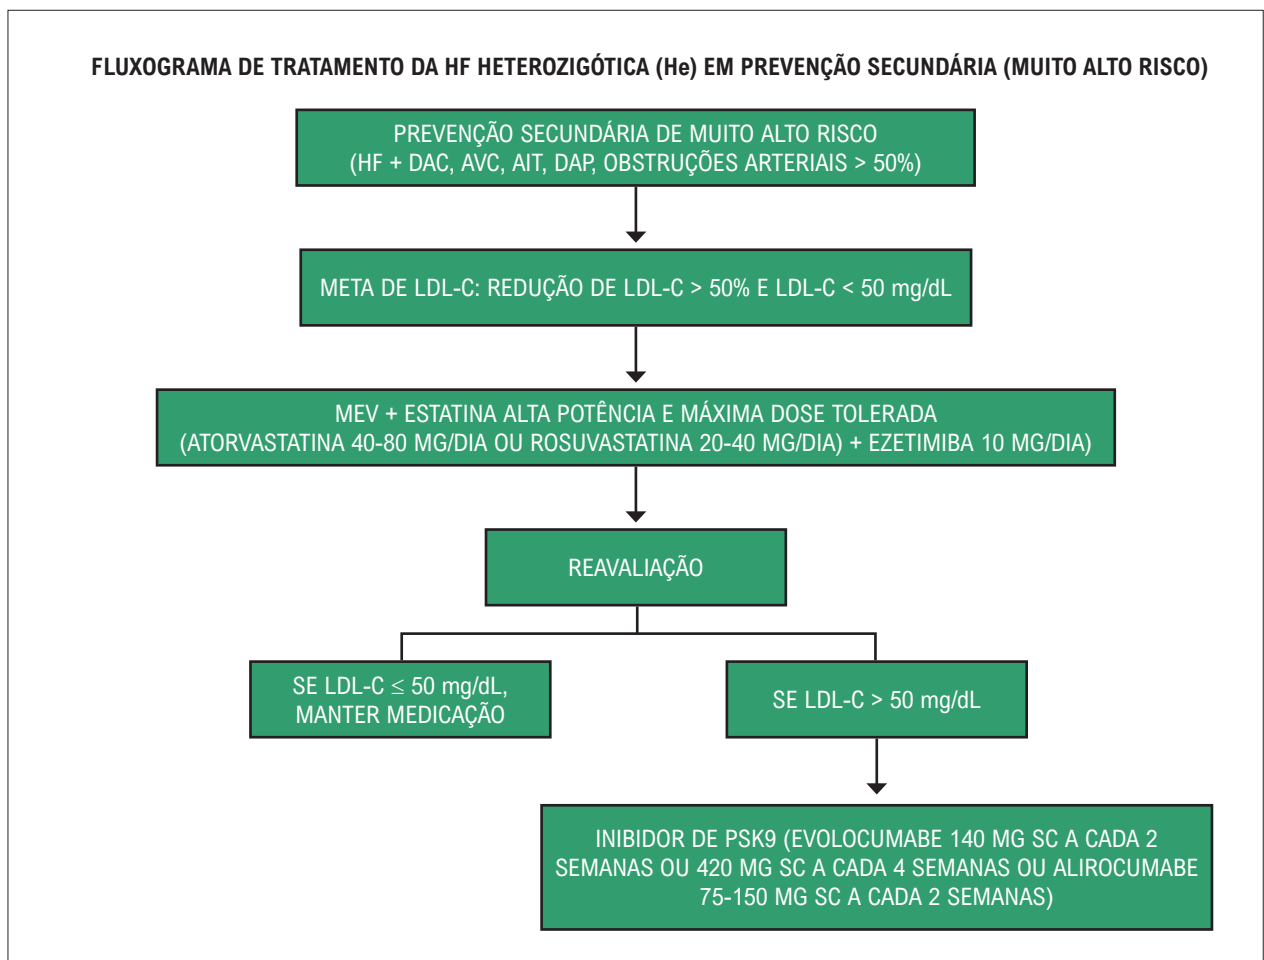 FLUXOGRAMA DE TRATAMENTO DA HF HETEROZIGÓTICA (He) EM PREVENÇÃO SECUNDÁRIA (MUITO ALTO RISCO)
PREVENÇÃO SECUNDÁRIA DE MUITO ALTO RISCO
(HF + DAC, AVC, AIT, DAP, OBSTRUÇÕES ARTERIAIS > 50%)
META DE LDL-C: REDUÇÃO DE LDL-C > 50% E LDL-C < 50 mg/dL
MEV + ESTATINA ALTA POTÊNCIA E MÁXIMA DOSE TOLERADA
(ATORVASTATINA 40-80 MG/DIA OU ROSUVASTATINA 20-40 MG/DIA) + EZETIMIBA 10 MG/DIA)
REAVALIAÇÃO
SE LDL-C ≤ 50 mg/dL,
MANTER MEDICAÇÃO
SE LDL-C > 50 mg/dL
INIBIDOR DE PSK9 (EVOLOCUMABE 140 MG SC A CADA 2
SEMANAS OU 420 MG SC A CADA 4 SEMANAS OU ALIROCUMABE
75-150 MG SC A CADA 2 SEMANAS)